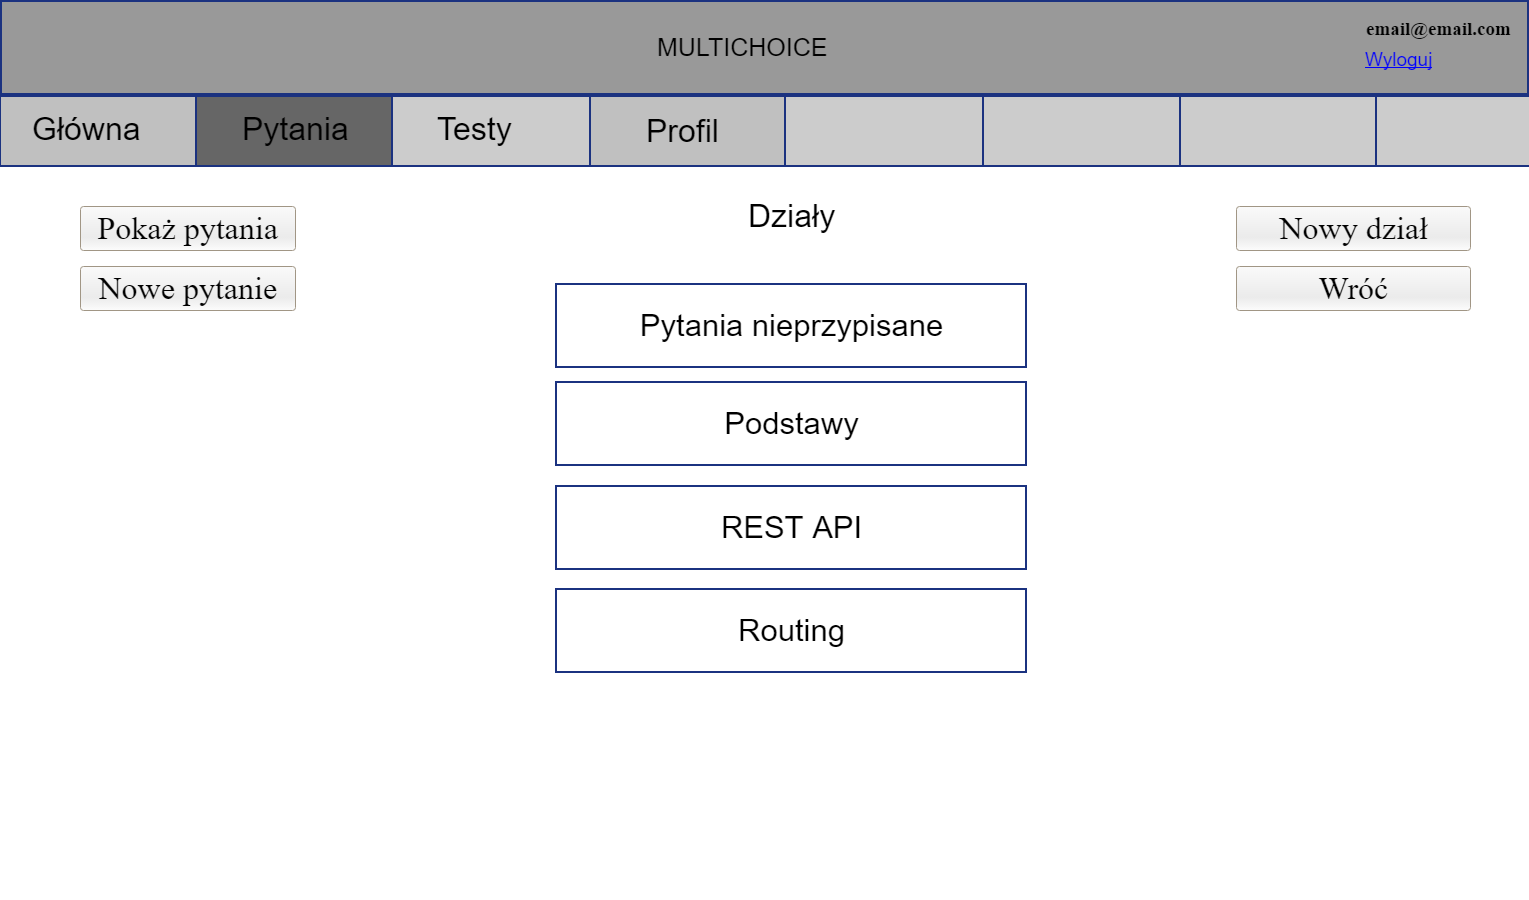 MULTICHOICE
email@email.com
Wyloguj
Główna
Pytania
Testy
Profil
Pokaż pytania
Nowe pytanie
Działy
Nowy dział
Wróć
Pytania nieprzypisane
Podstawy
REST API
Routing